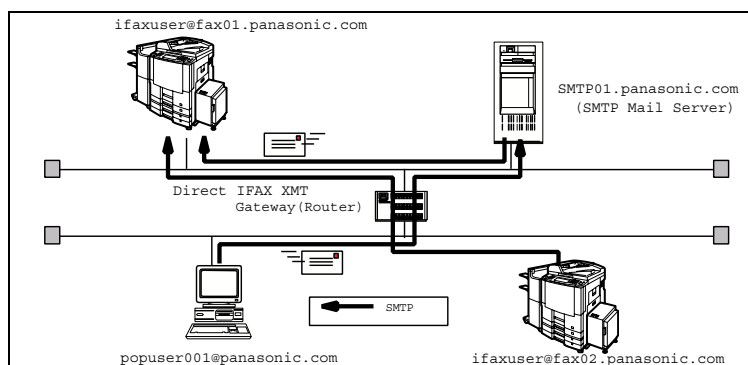 ifaxuser@fax01.panasonic.com
SMTP01.panasonic.com
(SMTP Mail Server)
Direct IFAX XMT
Gateway(Router)
SMTP
popuser001@panasonic.com
ifaxuser@fax02.panasonic.com